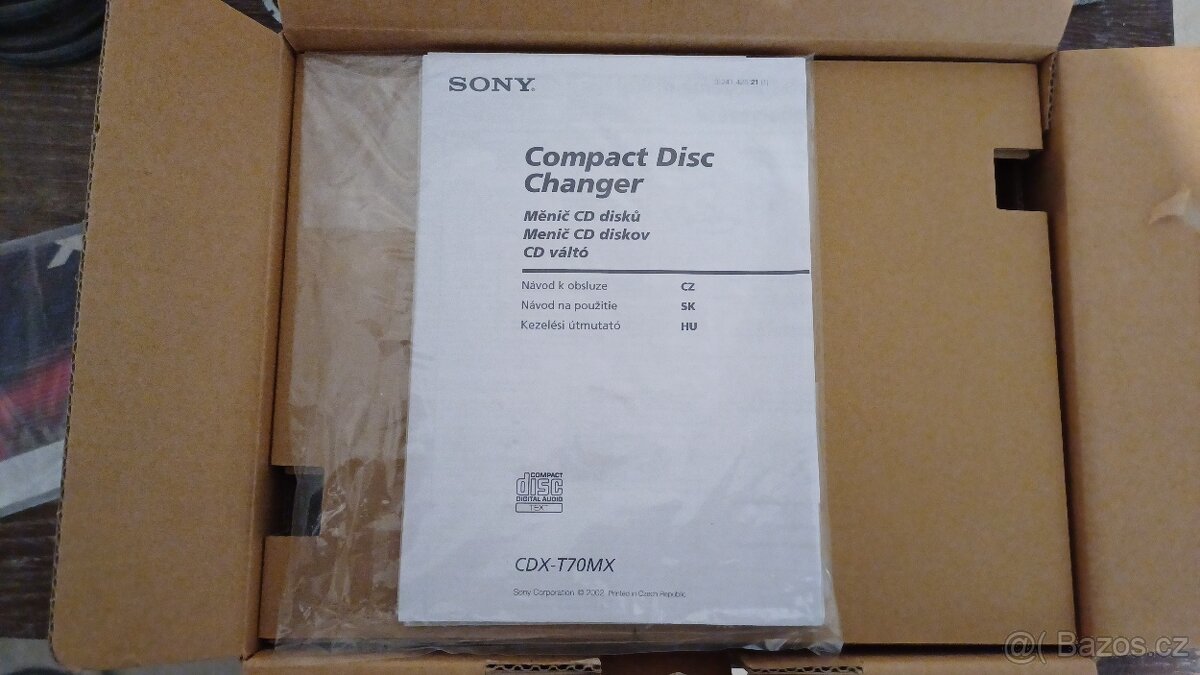 SONY
Compact Disc
Changer
Měnič CD disků
Menič CD diskov
CD váltó
Návod k obsluze CZ
Návod na použitie SK
Kezelési útmutató HU
COMPACT
disc
DIGITAL AUDIO
TEXT
CDX-T70MX
Sony Corporation © 2002 Printed in Czech Republic
@( Bazos.cz